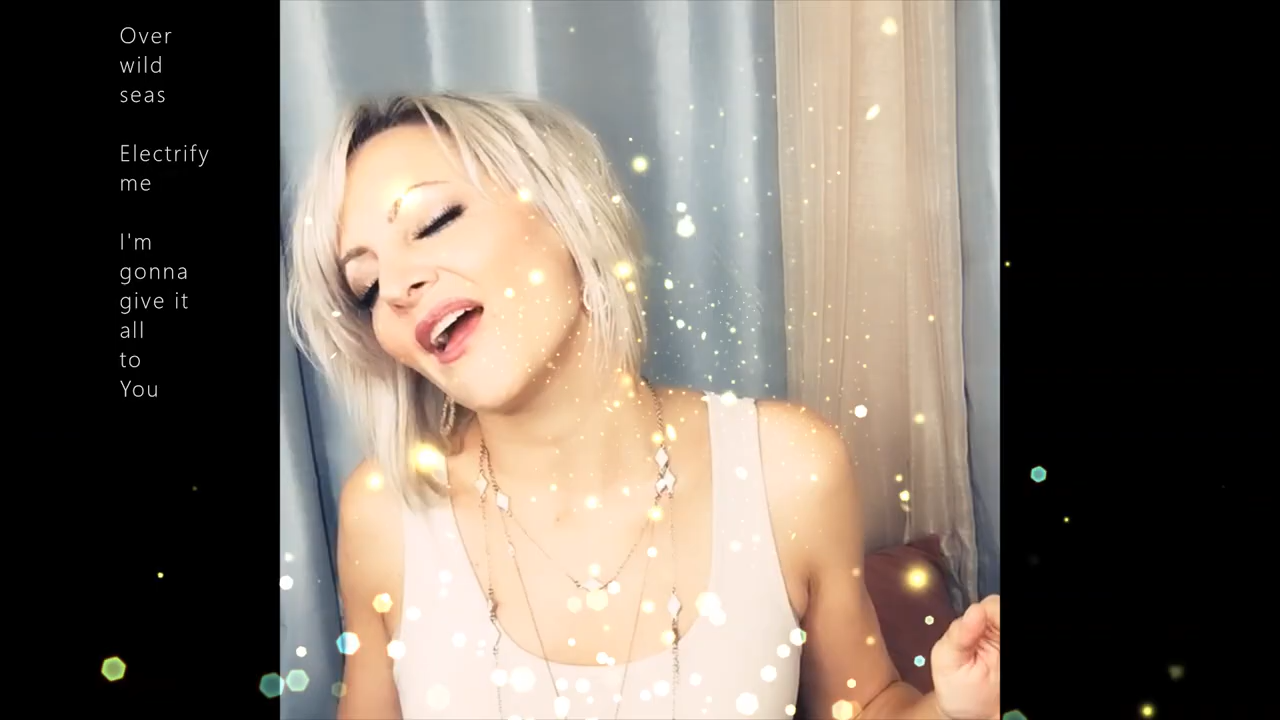 Over
wild
seas
Electrify
me
I'm
gonna
give it
all
to
You